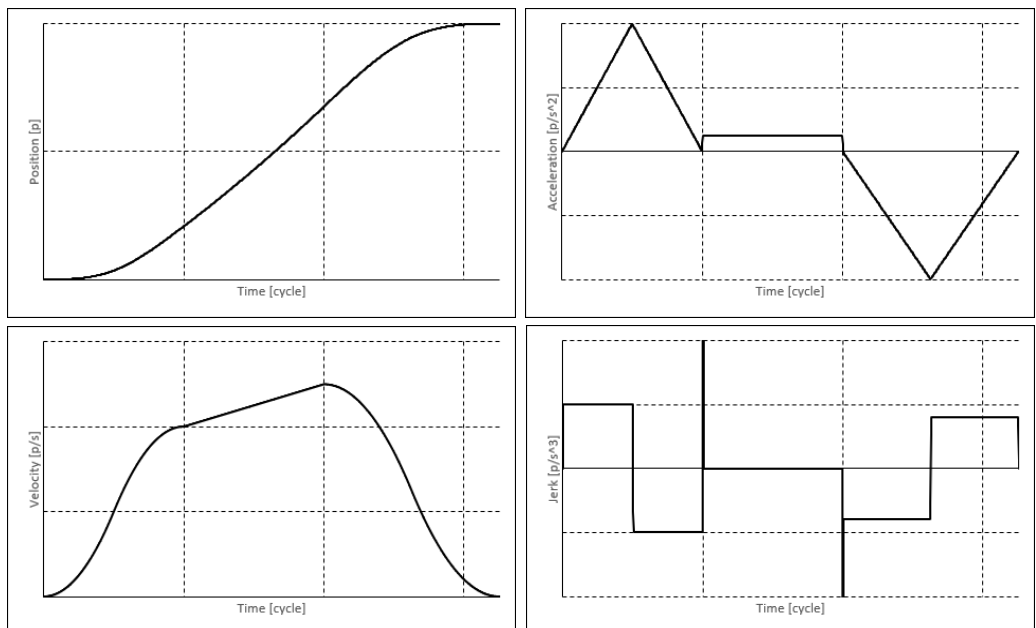 Position [p]
Time [cycle]
Acceleration [p/s^2]
Time [cycle]
Velocity [p/s]
Time [cycle]
Jerk [p/s^3]
Time [cycle]